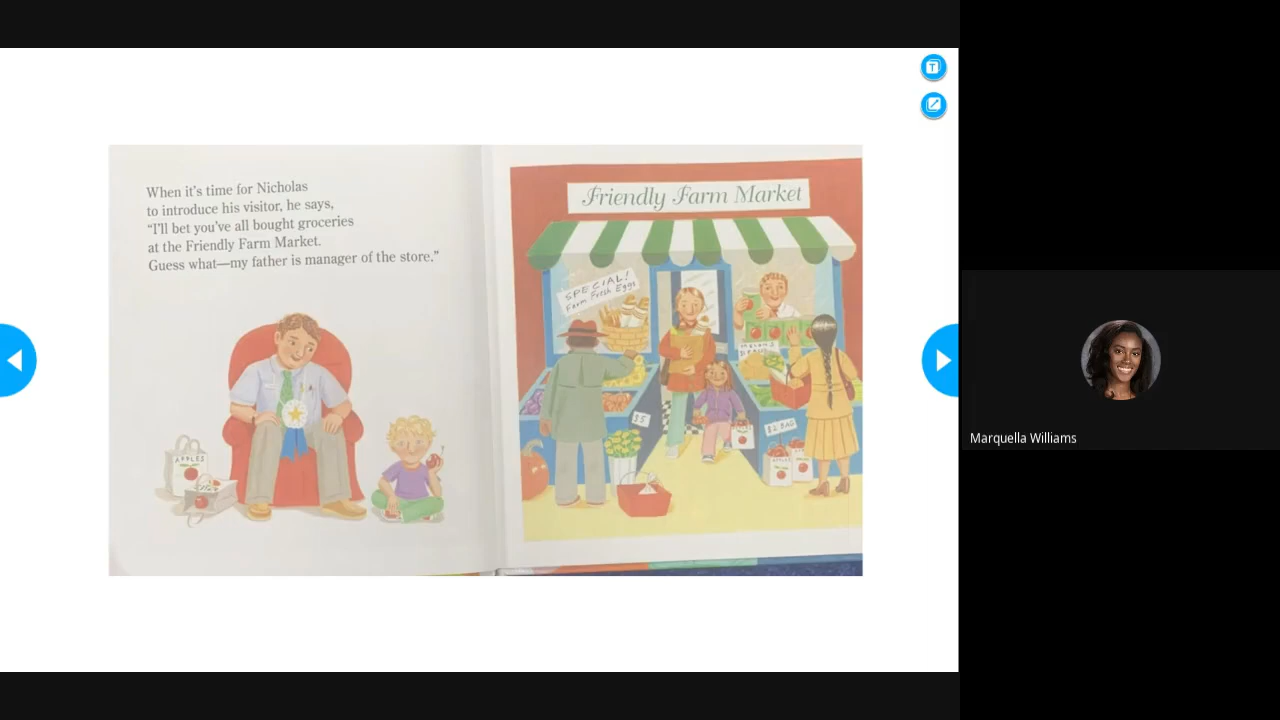 When it's time for Nicholas
to introduce his visitor, he says,
“I'll bet you've all bought groceries
at the Friendly Farm Market.
Guess what—my father is manager of the store.”
APPLES
Friendly Farm Market
SPECIAL!
Farm Fresh Eggs
MELONS
$5
$2 BAG
APPLES
Marquella Williams